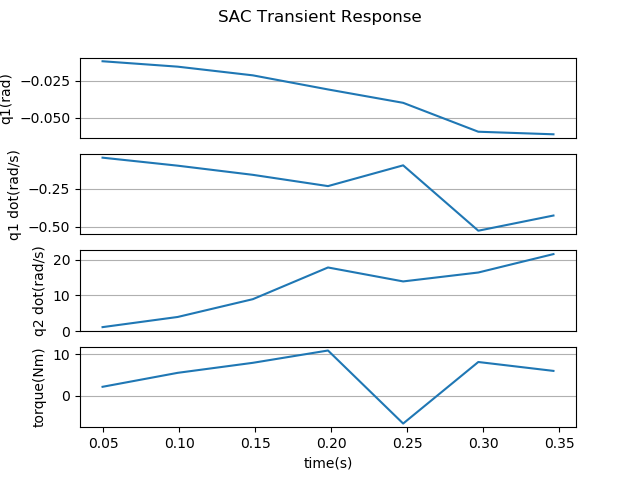 SAC Transient Response
q1(rad)
−0.025
−0.050
q1 dot(rad/s)
−0.25
−0.50
q2 dot(rad/s)
20
10
0
torque(Nm)
10
0
0.05 0.10 0.15 0.20 0.25 0.30 0.35
time(s)